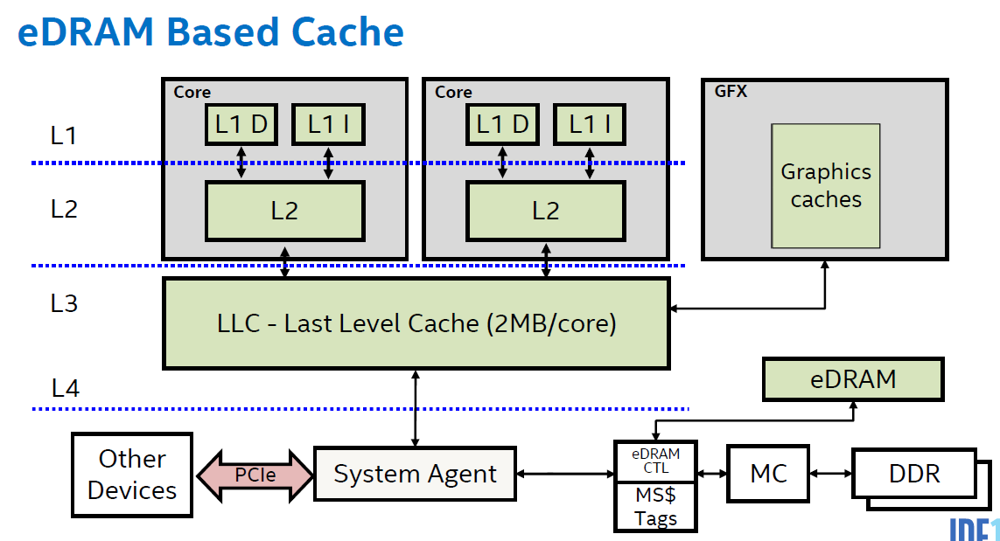 eDRAM Based Cache
Core
Core
GFX
L1
L1 D
L1 I
L1 D
L1 I
Graphics
caches
L2
L2
L2
L3
LLC - Last Level Cache (2MB/core)
L4
eDRAM
Other
Devices
PCIe
System Agent
eDRAM
CTL
MS$
Tags
MC
DDR